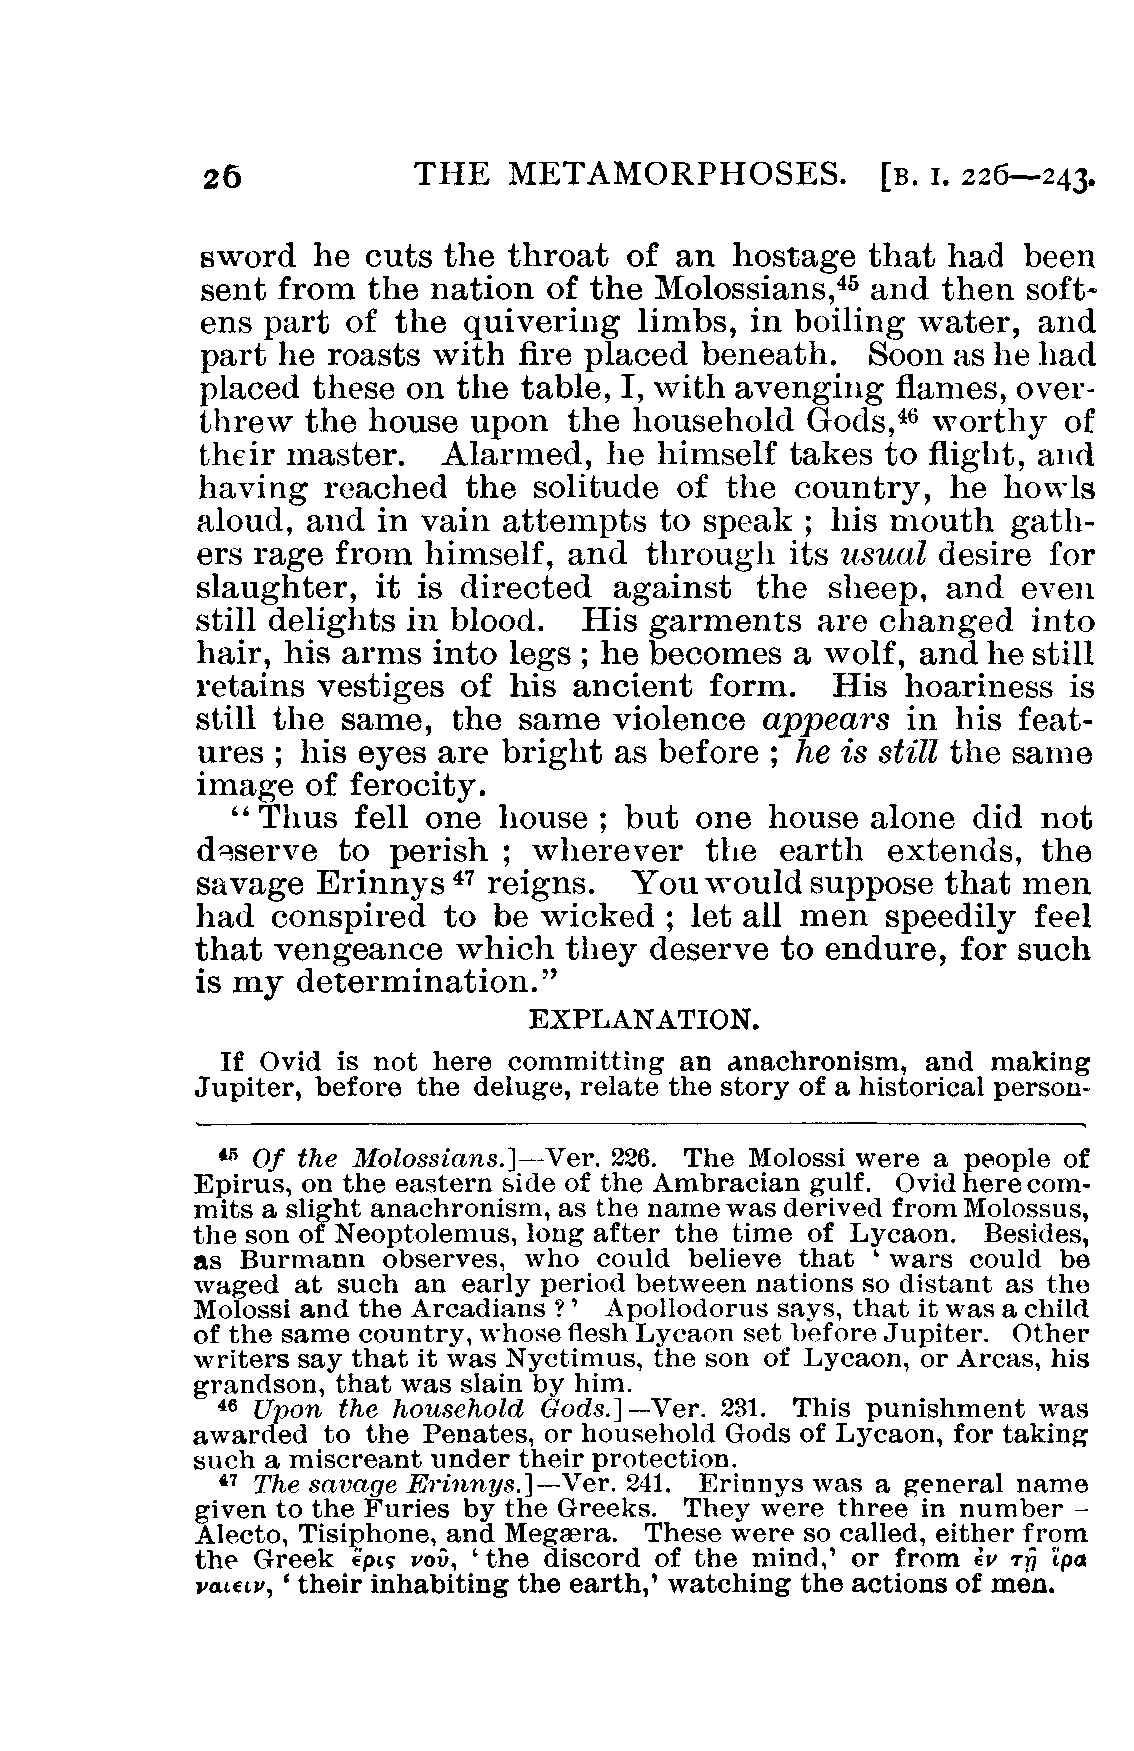 26 THE METAMORPHOSES. [B. I. 226—243.
sword he cuts the throat of an hostage that had been
sent from the nation of the Molossians,⁴⁵ and then soft-
ens part of the quivering limbs, in boiling water, and
part he roasts with fire placed beneath. Soon as he had
placed these on the table, I, with avenging flames, over-
threw the house upon the household Gods,⁴⁶ worthy of
their master. Alarmed, he himself takes to flight, and
having reached the solitude of the country, he howls
aloud, and in vain attempts to speak ; his mouth gath-
ers rage from himself, and through its usual desire for
slaughter, it is directed against the sheep, and even
still delights in blood. His garments are changed into
hair, his arms into legs ; he becomes a wolf, and he still
retains vestiges of his ancient form. His hoariness is
still the same, the same violence appears in his feat-
ures ; his eyes are bright as before ; he is still the same
image of ferocity.
“ Thus fell one house ; but one house alone did not
deserve to perish ; wherever the earth extends, the
savage Erinnys ⁴⁷ reigns. You would suppose that men
had conspired to be wicked ; let all men speedily feel
that vengeance which they deserve to endure, for such
is my determination.”
EXPLANATION.
If Ovid is not here committing an anachronism, and making
Jupiter, before the deluge, relate the story of a historical person-
⁴⁵ Of the Molossians.]—Ver. 226. The Molossi were a people of
Epirus, on the eastern side of the Ambracian gulf. Ovid here com-
mits a slight anachronism, as the name was derived from Molossus,
the son of Neoptolemus, long after the time of Lycaon. Besides,
as Burmann observes, who could believe that ‘ wars could be
waged at such an early period between nations so distant as the
Molossi and the Arcadians ?’ Apollodorus says, that it was a child
of the same country, whose flesh Lycaon set before Jupiter. Other
writers say that it was Nyctimus, the son of Lycaon, or Arcas, his
grandson, that was slain by him.
⁴⁶ Upon the household Gods.]—Ver. 231. This punishment was
awarded to the Penates, or household Gods of Lycaon, for taking
such a miscreant under their protection.
⁴⁷ The savage Erinnys.]—Ver. 241. Erinnys was a general name
given to the Furies by the Greeks. They were three in number –
Alecto, Tisiphone, and Megæra. These were so called, either from
the Greek ἔρις νοῦ, ‘ the discord of the mind,’ or from ἐν τῇ ἔρα
ναιειν, ‘ their inhabiting the earth,’ watching the actions of men.